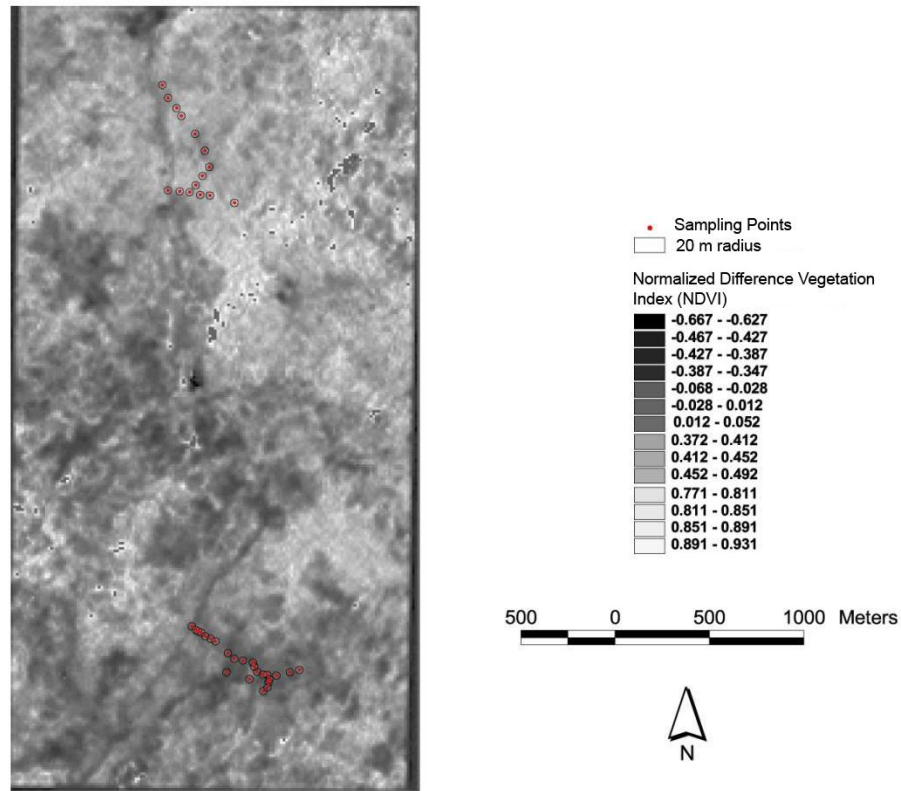 Sampling Points
20 m radius
Normalized Difference Vegetation
Index (NDVI)
-0.667 - -0.627
-0.467 - -0.427
-0.427 - -0.387
-0.387 - -0.347
-0.068 - -0.028
-0.028 - 0.012
0.012 - 0.052
0.372 - 0.412
0.412 - 0.452
0.452 - 0.492
0.771 - 0.811
0.811 - 0.851
0.851 - 0.891
0.891 - 0.931
500 0 500 1000 Meters
N